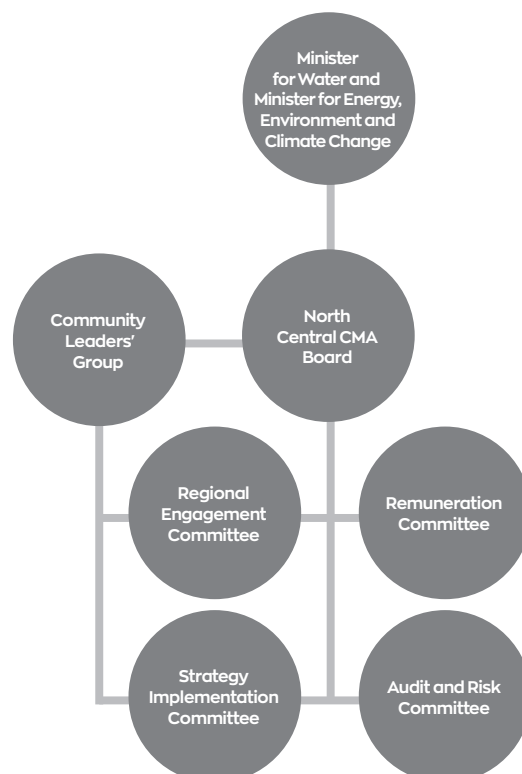 Minister
for Water and
Minister for Energy,
Environment and
Climate Change
Community
Leaders'
Group
North
Central CMA
Board
Regional
Engagement
Committee
Remuneration
Committee
Strategy
Implementation
Committee
Audit and Risk
Committee